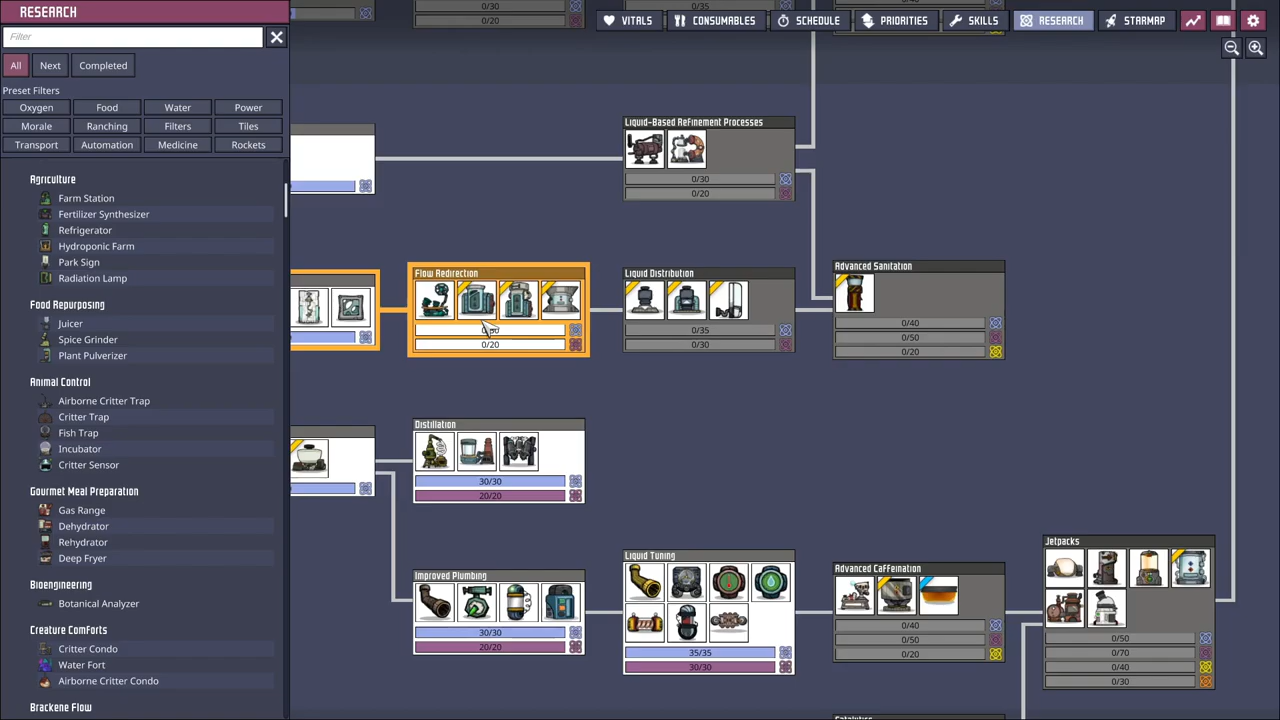 RESEARCH
Filter
All Next Completed
Preset Filters
Oxygen Food Water Power
Morale Ranching Filters Tiles
Transport Automation Medicine Rockets
Agriculture
Farm Station
Fertilizer Synthesizer
Refrigerator
Hydroponic Farm
Park Sign
Radiation Lamp
Food Repurposing
Juicer
Spice Grinder
Plant Pulverizer
Animal Control
Airborne Critter Trap
Critter Trap
Fish Trap
Incubator
Critter Sensor
Gourmet Meal Preparation
Gas Range
Dehydrator
Rehydrator
Deep Fryer
Bioengineering
Botanical Analyzer
Creature Comforts
Critter Condo
Water Fort
Airborne Critter Condo
Brackene Flow
VITALS CONSUMABLES SCHEDULE PRIORITIES SKILLS RESEARCH STARMAP
0/30
0/20
Liquid-Based Refinement Processes
0/30
0/20
Flow Redirection
0/20
Liquid Distribution
0/35
0/30
Advanced Sanitation
0/40
0/50
0/20
Distillation
30/30
20/20
Improved Plumbing
30/30
20/20
Liquid Tuning
35/35
30/30
Advanced Caffeination
0/40
0/50
0/20
Jetpacks
0/50
0/70
0/40
0/30